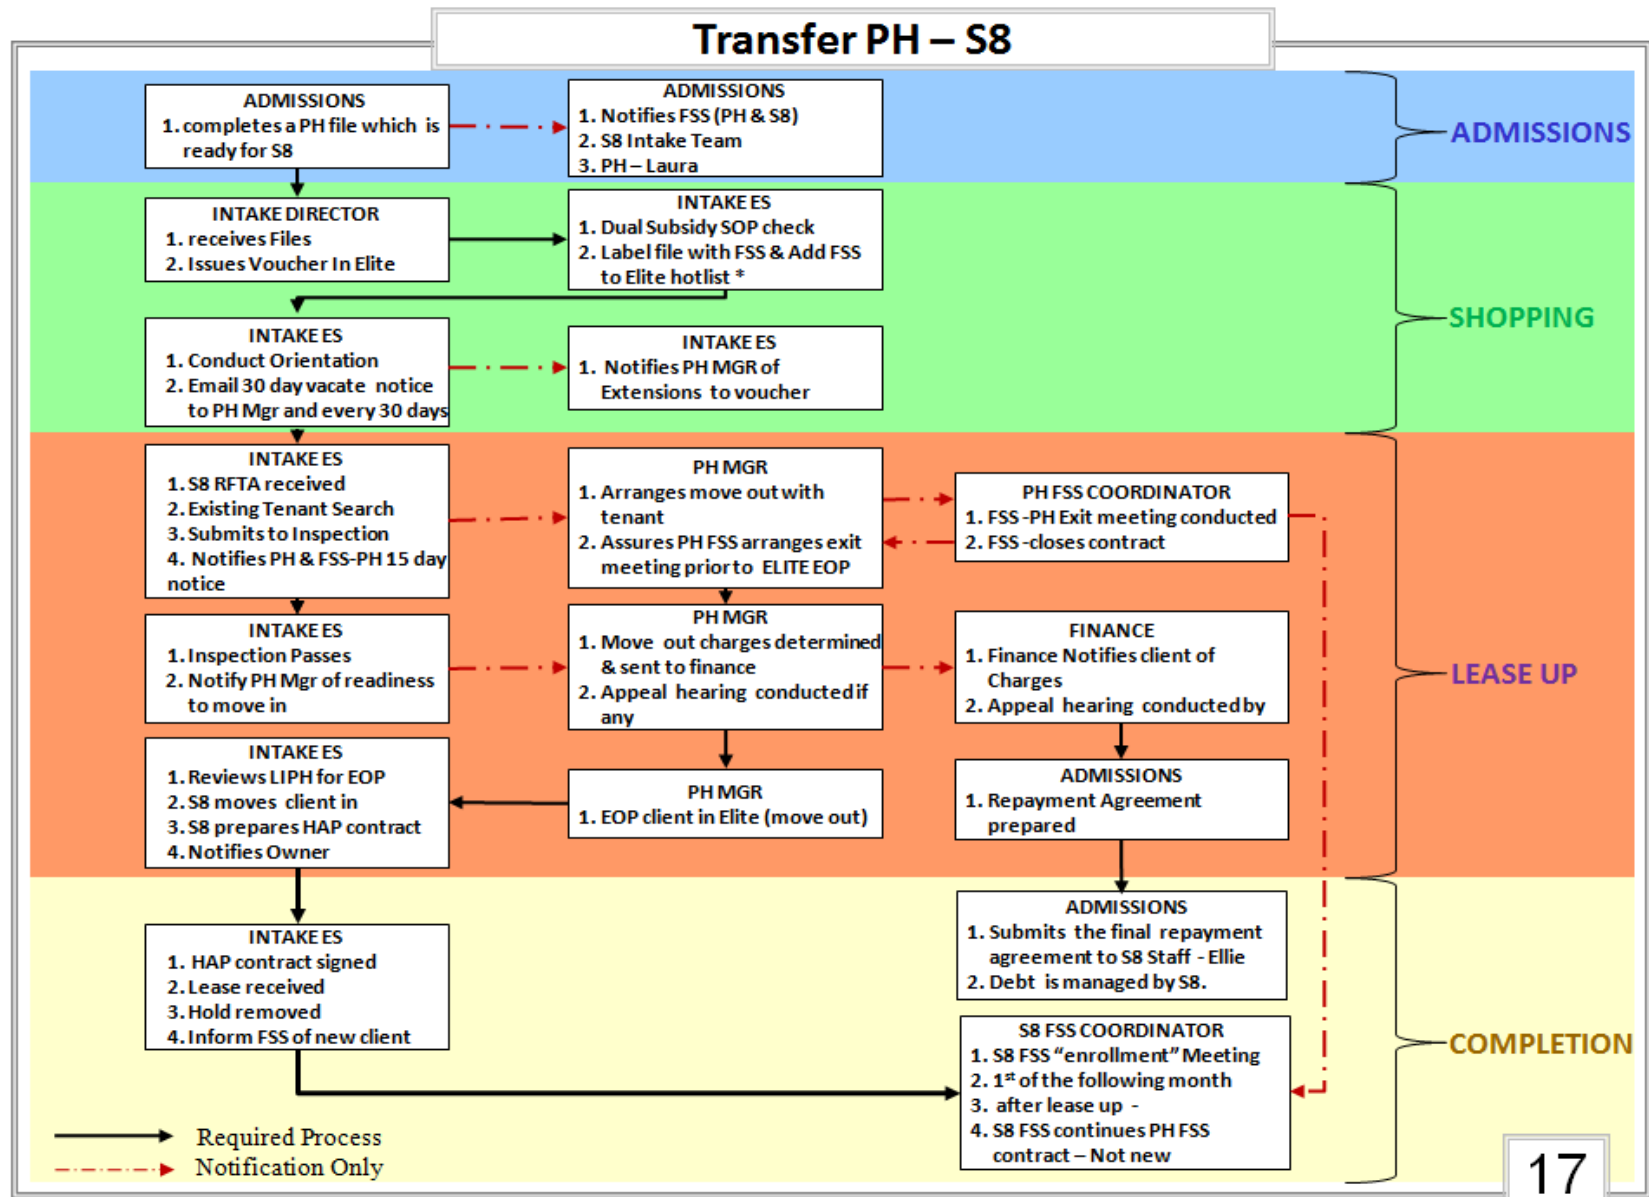 Transfer PH – S8
ADMISSIONS
1. completes a PH file which is
ready for S8
ADMISSIONS
1. Notifies FSS (PH & S8)
2. S8 Intake Team
3. PH – Laura
ADMISSIONS
INTAKE DIRECTOR
1. receives Files
2. Issues Voucher In Elite
INTAKE ES
1. Dual Subsidy SOP check
2. Label file with FSS & Add FSS
to Elite hotlist *
INTAKE ES
1. Conduct Orientation
2. Email 30 day vacate notice
to PH Mgr and every 30 days
INTAKE ES
1. Notifies PH MGR of
Extensions to voucher
SHOPPING
INTAKE ES
1. S8 RFTA received
2. Existing Tenant Search
3. Submits to Inspection
4. Notifies PH & FSS-PH 15 day
notice
PH MGR
1. Arranges move out with
tenant
2. Assures PH FSS arranges exit
meeting prior to ELITE EOP
PH FSS COORDINATOR
1. FSS -PH Exit meeting conducted
2. FSS -closes contract
INTAKE ES
1. Inspection Passes
2. Notify PH Mgr of readiness
to move in
PH MGR
1. Move out charges determined
& sent to finance
2. Appeal hearing conducted if
any
FINANCE
1. Finance Notifies client of
Charges
2. Appeal hearing conducted by
LEASE UP
INTAKE ES
1. Reviews LIPH for EOP
2. S8 moves client in
3. S8 prepares HAP contract
4. Notifies Owner
PH MGR
1. EOP client in Elite (move out)
ADMISSIONS
1. Repayment Agreement
prepared
ADMISSIONS
1. Submits the final repayment
agreement to S8 Staff - Ellie
2. Debt is managed by S8.
INTAKE ES
1. HAP contract signed
2. Lease received
3. Hold removed
4. Inform FSS of new client
S8 FSS COORDINATOR
1. S8 FSS “enrollment” Meeting
2. 1st of the following month
3. after lease up -
4. S8 FSS continues PH FSS
contract – Not new
COMPLETION
Required Process
Notification Only
17